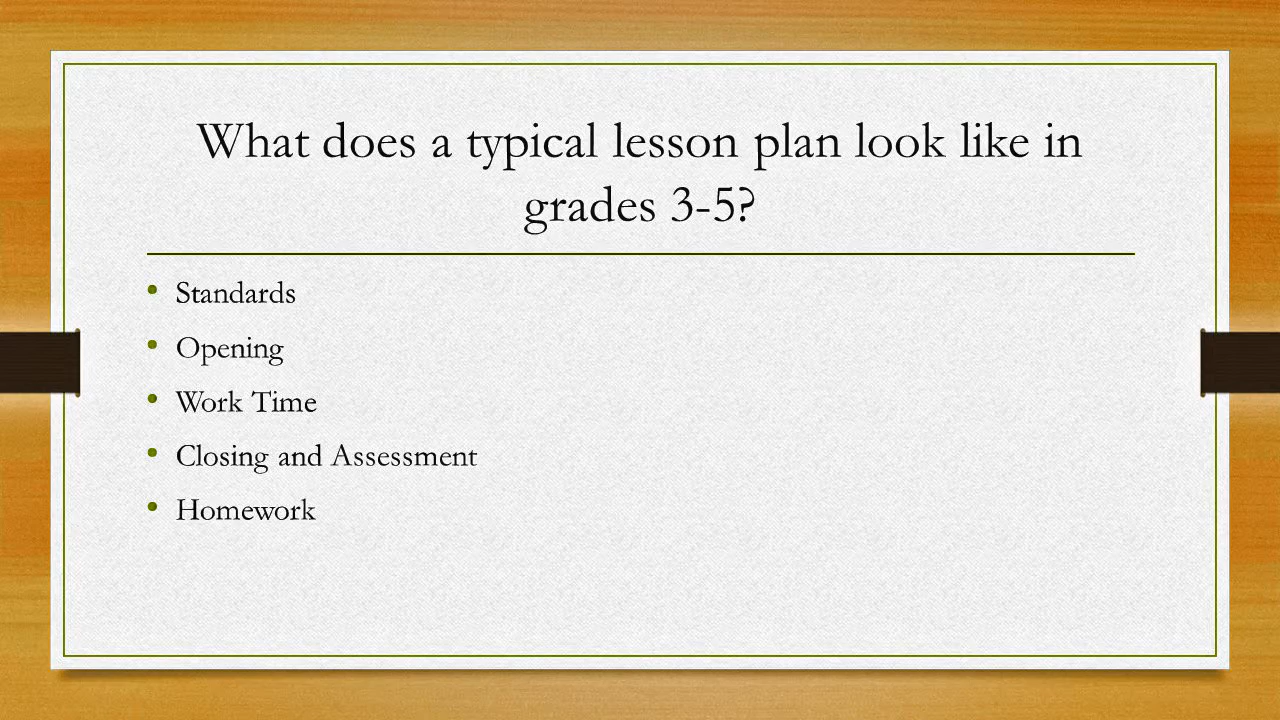 What does a typical lesson plan look like in
grades 3-5?
• Standards
• Opening
• Work Time
• Closing and Assessment
• Homework